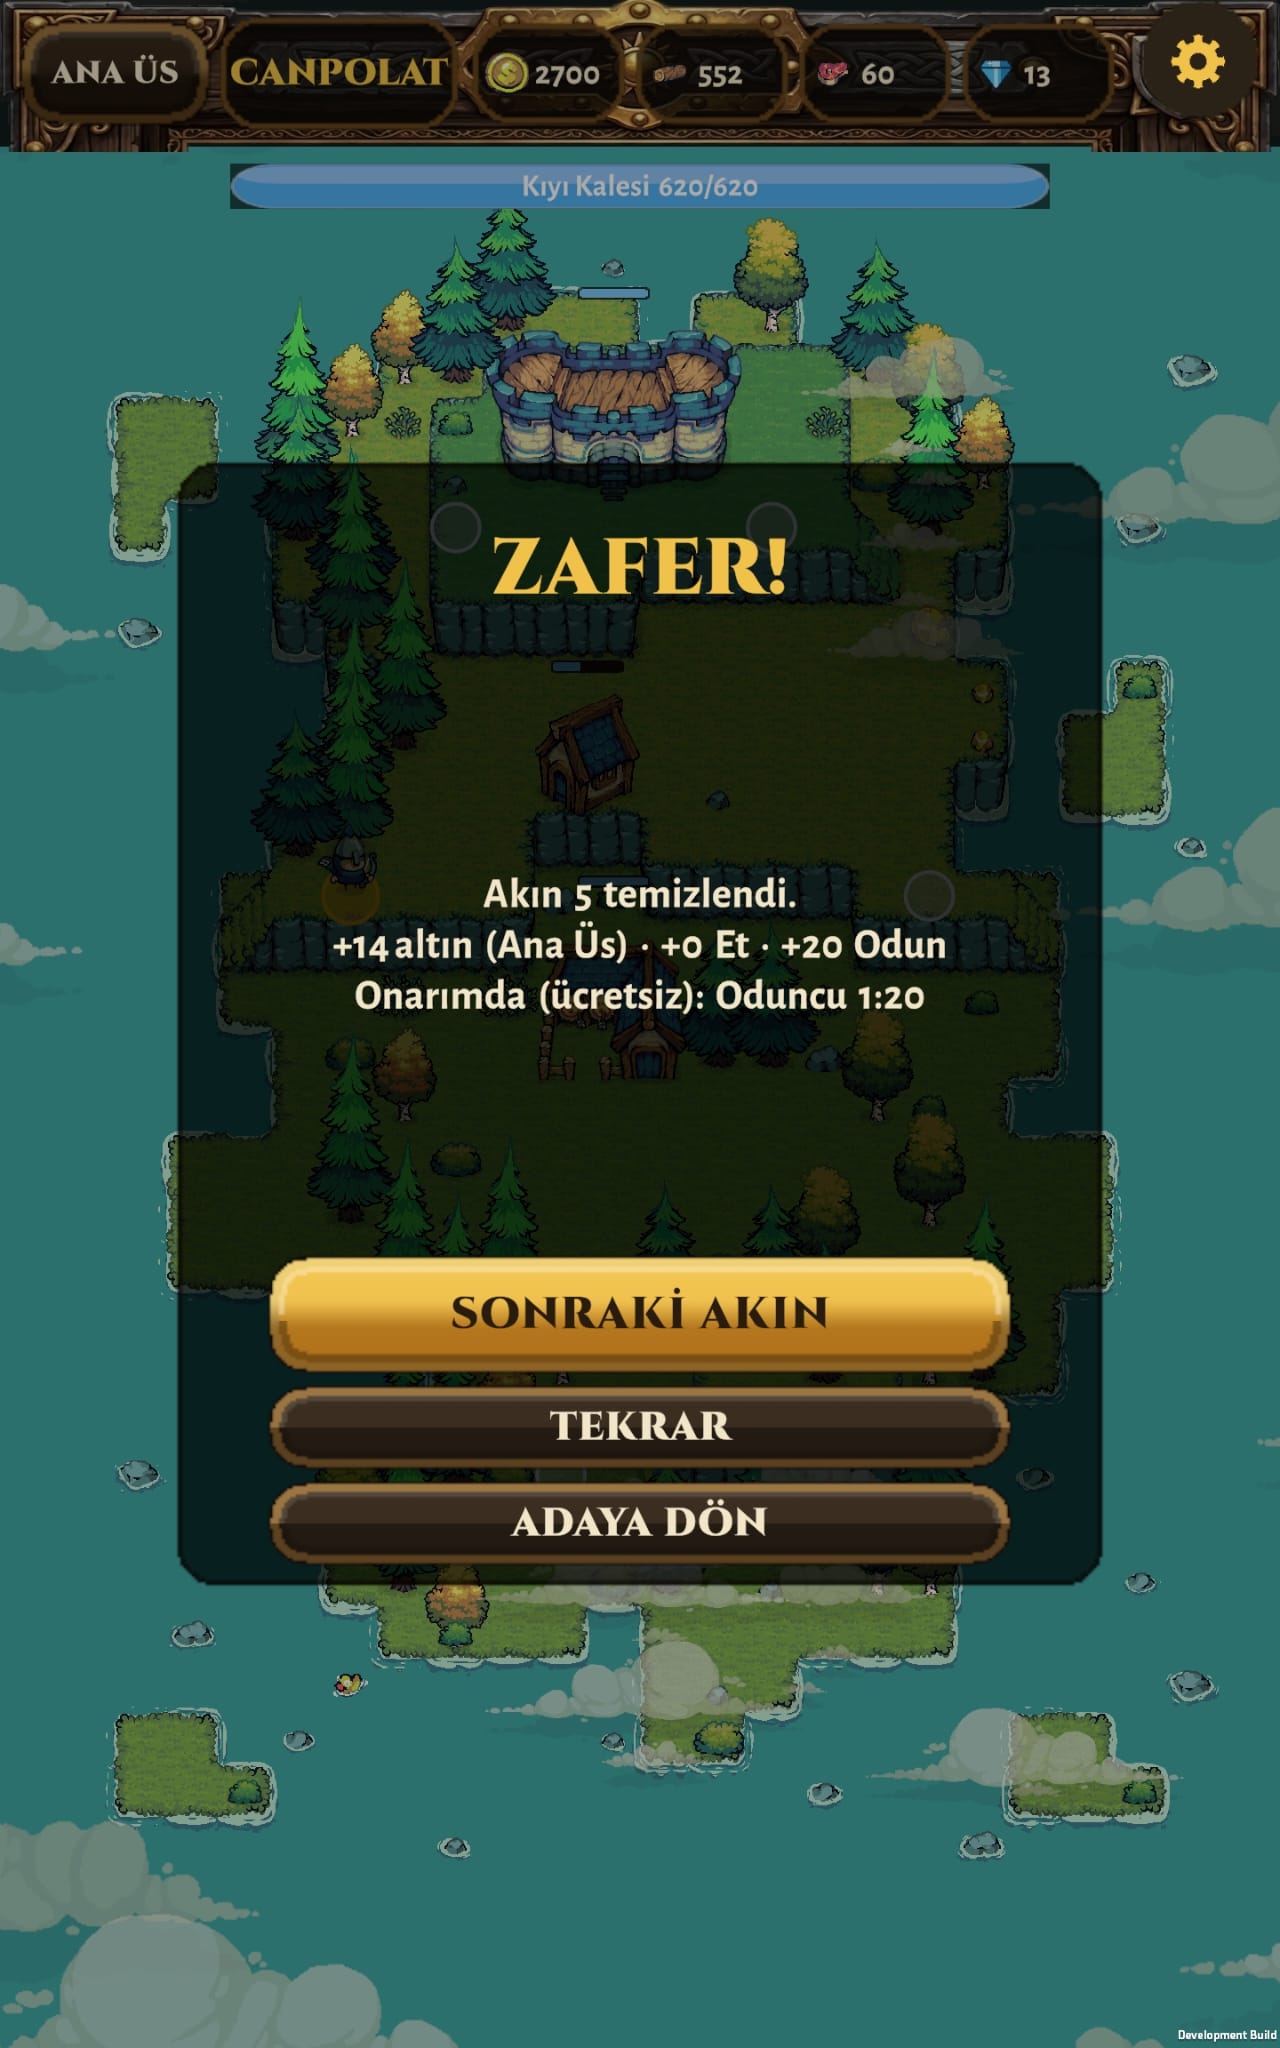 ANA ÜS
CANPOLAT
2700
552
60
13
Kıyı Kalesi 620/620
ZAFER!
Akın 5 temizlendi.
+14 altın (Ana Üs) · +0 Et · +20 Odun
Onarımda (ücretsiz): Oduncu 1:20
SONRAKİ AKIN
TEKRAR
ADAYA DÖN
Development Build